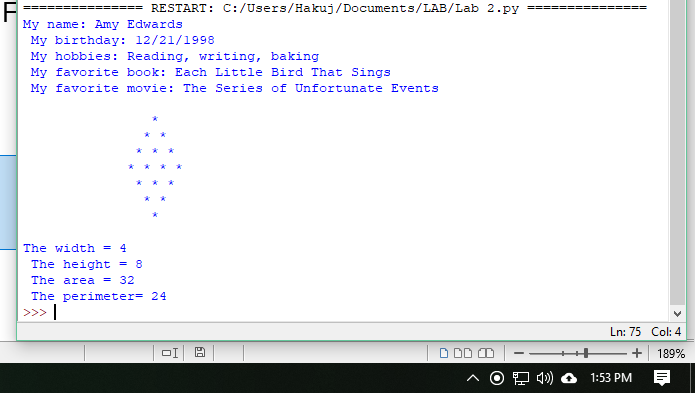 F
=============== RESTART: C:/Users/Hakuj/Documents/LAB/Lab 2.py ===============
My name: Amy Edwards
 My birthday: 12/21/1998
 My hobbies: Reading, writing, baking
 My favorite book: Each Little Bird That Sings
 My favorite movie: The Series of Unfortunate Events
*
* *
* * *
* * * *
* * *
* *
*
The width = 4
 The height = 8
 The area = 32
 The perimeter= 24
>>>
Ln: 75 Col: 4
189%
1:53 PM